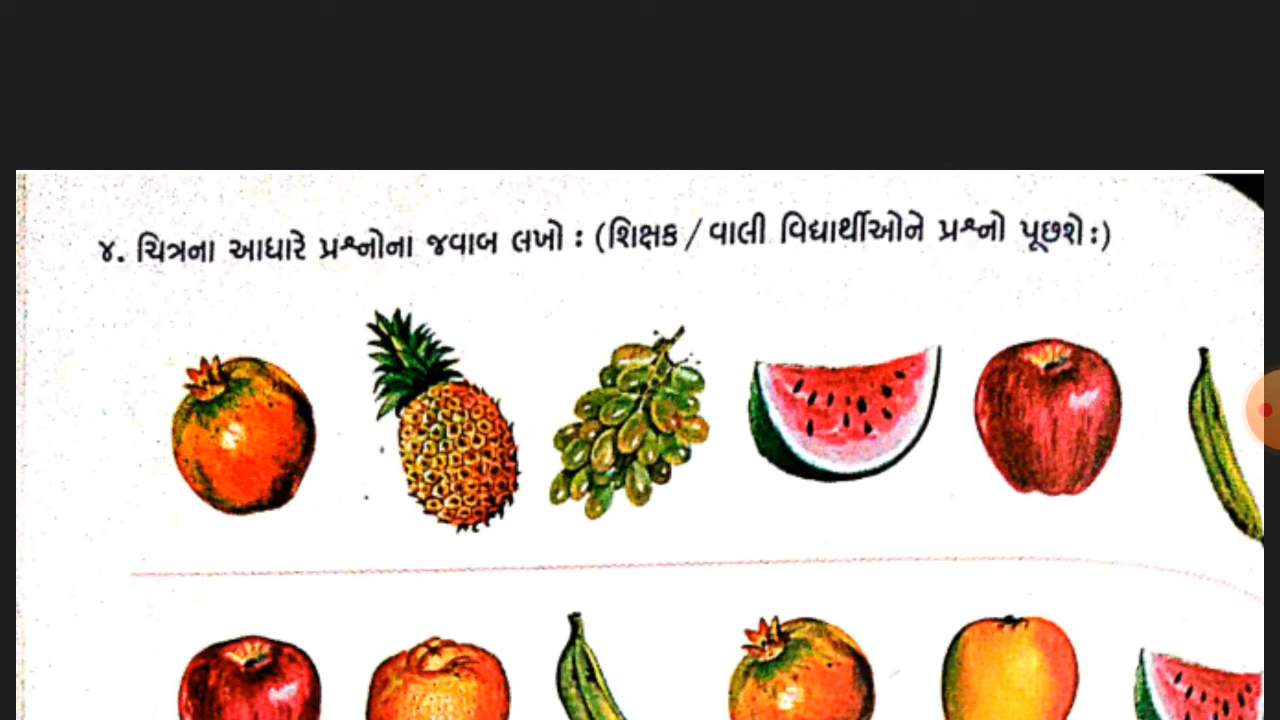 ૪. ચિત્રના આધારે પ્રશ્નોના જવાબ લખો : (શિક્ષક / વાલી વિદ્યાર્થીઓને પ્રશ્નો પૂછશે :)